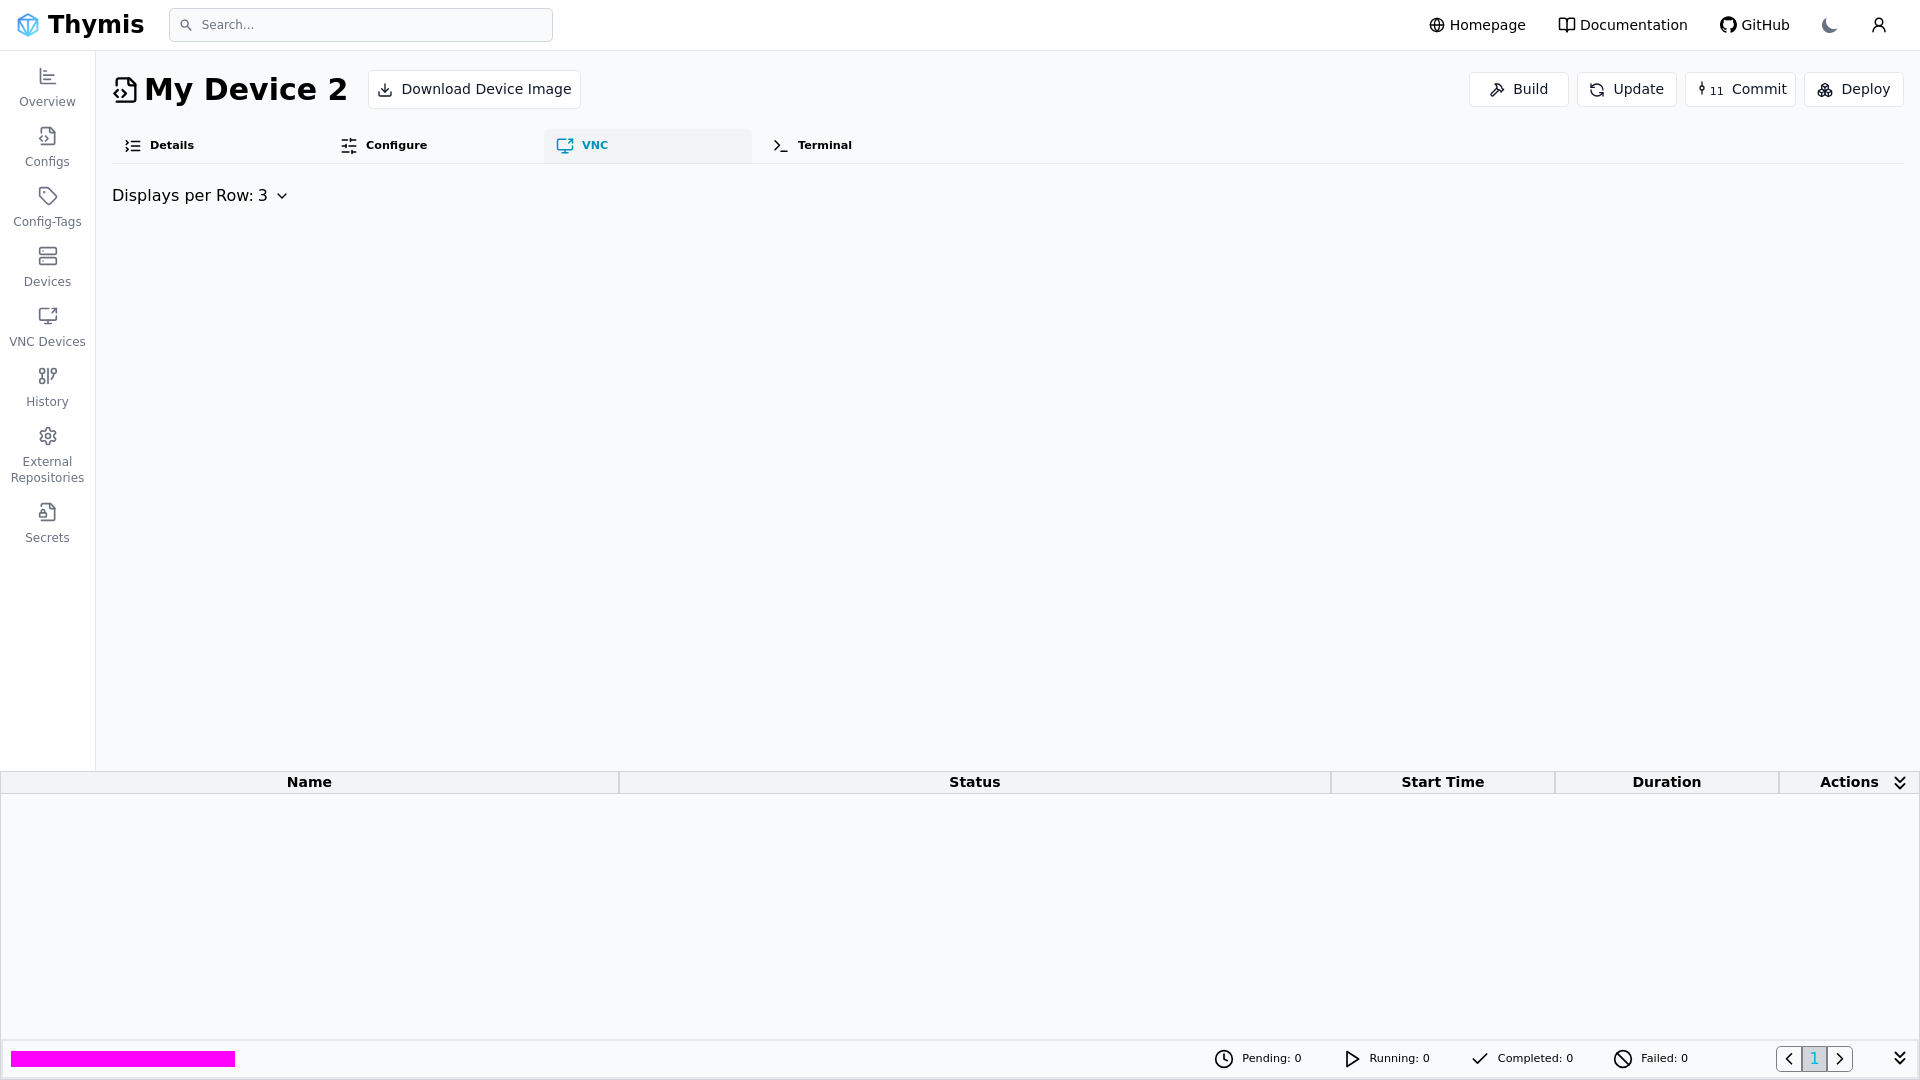 Thymis
Search...
Homepage
Documentation
GitHub
Overview
Configs
Config-Tags
Devices
VNC Devices
History
External
Repositories
Secrets
My Device 2
Download Device Image
Build
Update
11 Commit
Deploy
Details
Configure
VNC
Terminal
Displays per Row: 3
Name
Status
Start Time
Duration
Actions
Pending: 0
Running: 0
Completed: 0
Failed: 0
1